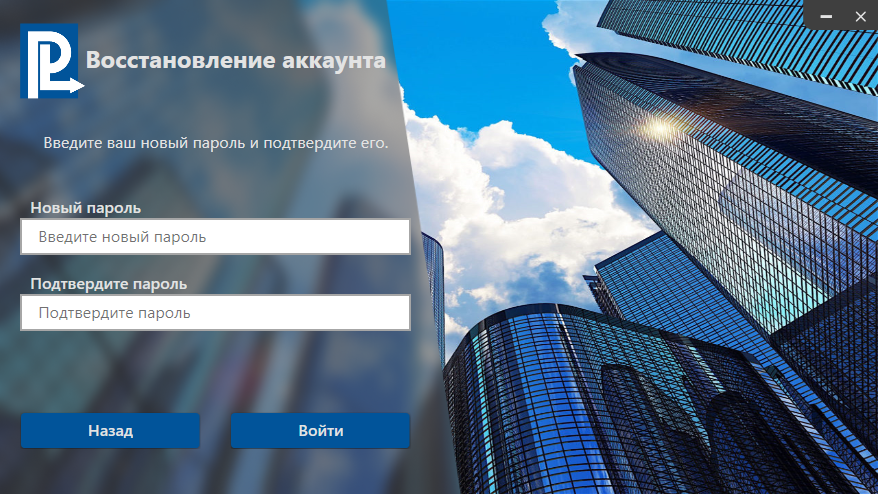 PL
Восстановление аккаунта
Введите ваш новый пароль и подтвердите его.
Новый пароль
Введите новый пароль
Подтвердите пароль
Подтвердите пароль
Назад
Войти